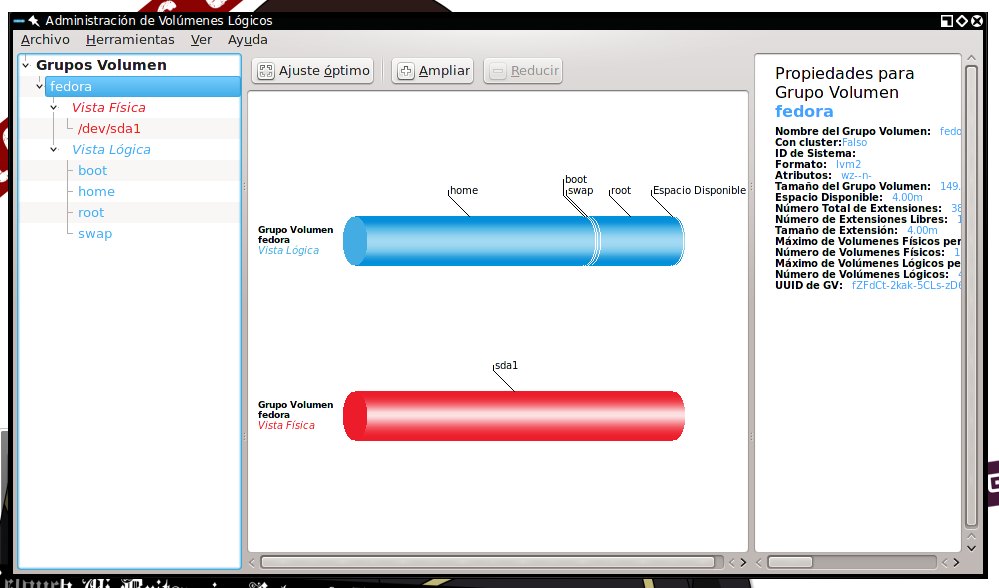 Administración de Volúmenes Lógicos
Archivo Herramientas Ver Ayuda
Grupos Volumen
fedora
Vista Física
/dev/sda1
Vista Lógica
boot
home
root
swap
Ajuste óptimo
Ampliar
Reducir
boot
home
swap
root
Espacio Disponible
Grupo Volumen
fedora
Vista Lógica
sda1
Grupo Volumen
fedora
Vista Física
Propiedades para
Grupo Volumen
fedora
Nombre del Grupo Volumen: fedo
Con cluster:Falso
ID de Sistema:
Formato: lvm2
Atributos: wz--n-
Tamaño del Grupo Volumen: 149.
Espacio Disponible: 4.00m
Número Total de Extensiones: 38
Número de Extensiones Libres: 1
Tamaño de Extensión: 4.00m
Máximo de Volumenes Físicos per
Número de Volúmenes Físicos: 1
Máximo de Volúmenes Lógicos pe
Número de Volúmenes Lógicos: 4
UUID de GV: fZFdCt-2kak-5CLs-zD6